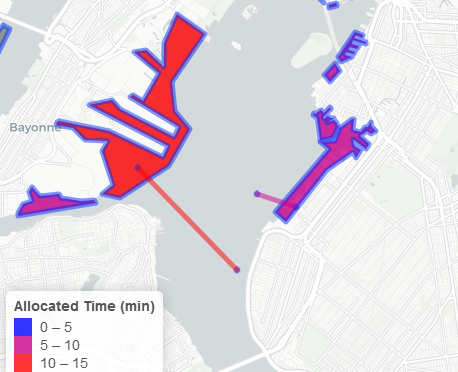 Bayonne
Allocated Time (min)
0 – 5
5 – 10
10 – 15